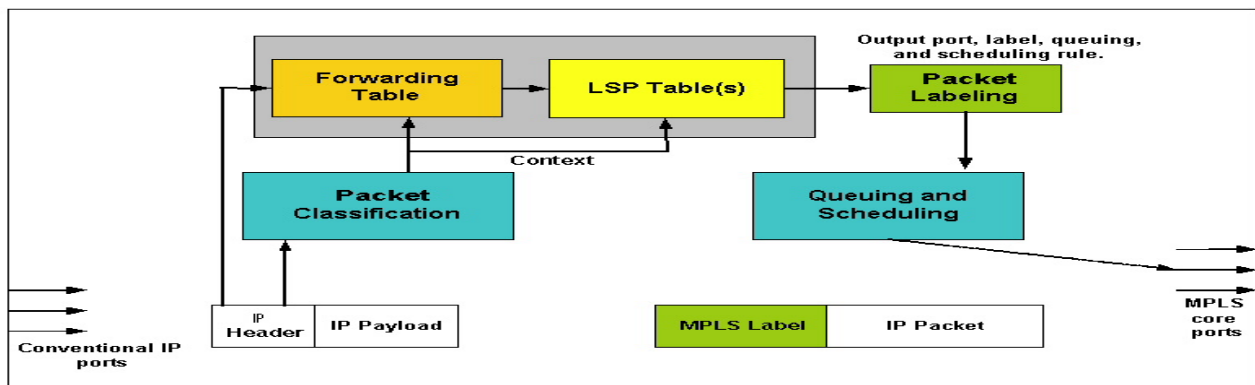 Output port, label, queuing,
and scheduling rule.
Forwarding
Table
LSP Table(s)
Packet
Labeling
Context
Packet
Classification
Queuing and
Scheduling
IP
Header
IP Payload
MPLS Label
IP Packet
Conventional IP
ports
MPLS
core
ports